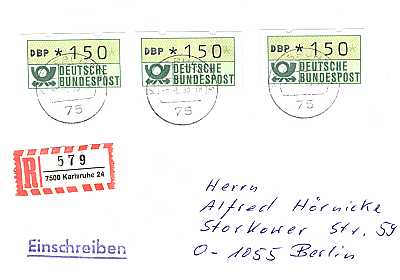 DBP *150 DBP *150 DBP *150
DEUTSCHE DEUTSCHE DEUTSCHE
BUNDESPOST BUNDESPOST BUNDESPOST
75 75 75
R 579
7500 Karlsruhe 24
Herrn
Alfred Hörnicke
Storkower Str. 59
O-1055 Berlin
Einschreiben